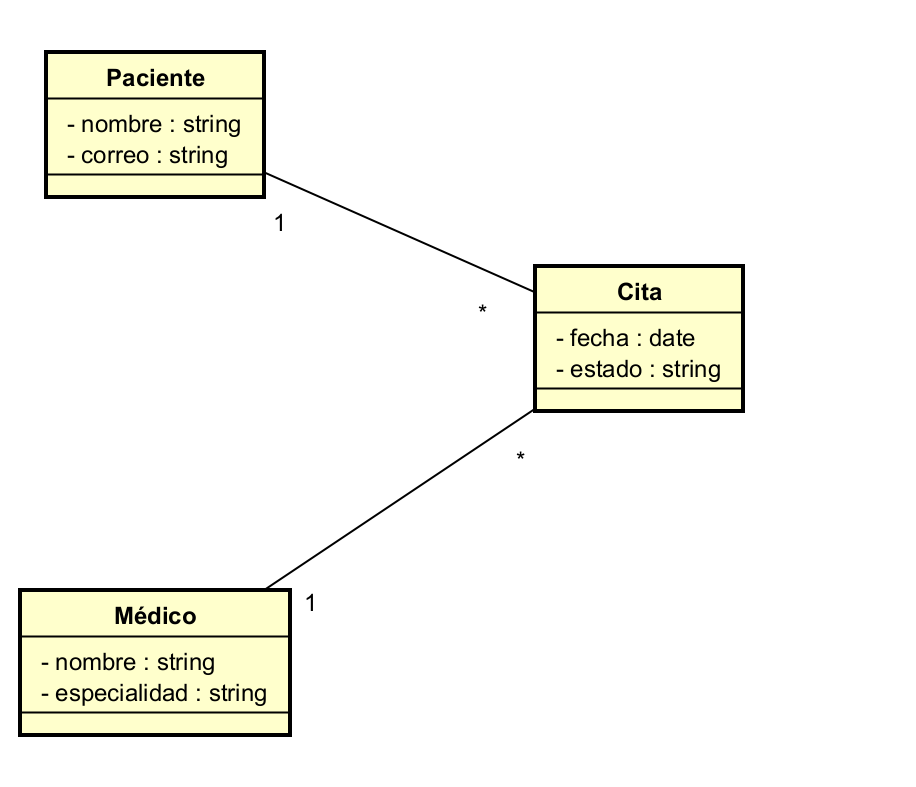 Paciente
- nombre : string
- correo : string
1
*
Cita
- fecha : date
- estado : string
*
1
Médico
- nombre : string
- especialidad : string